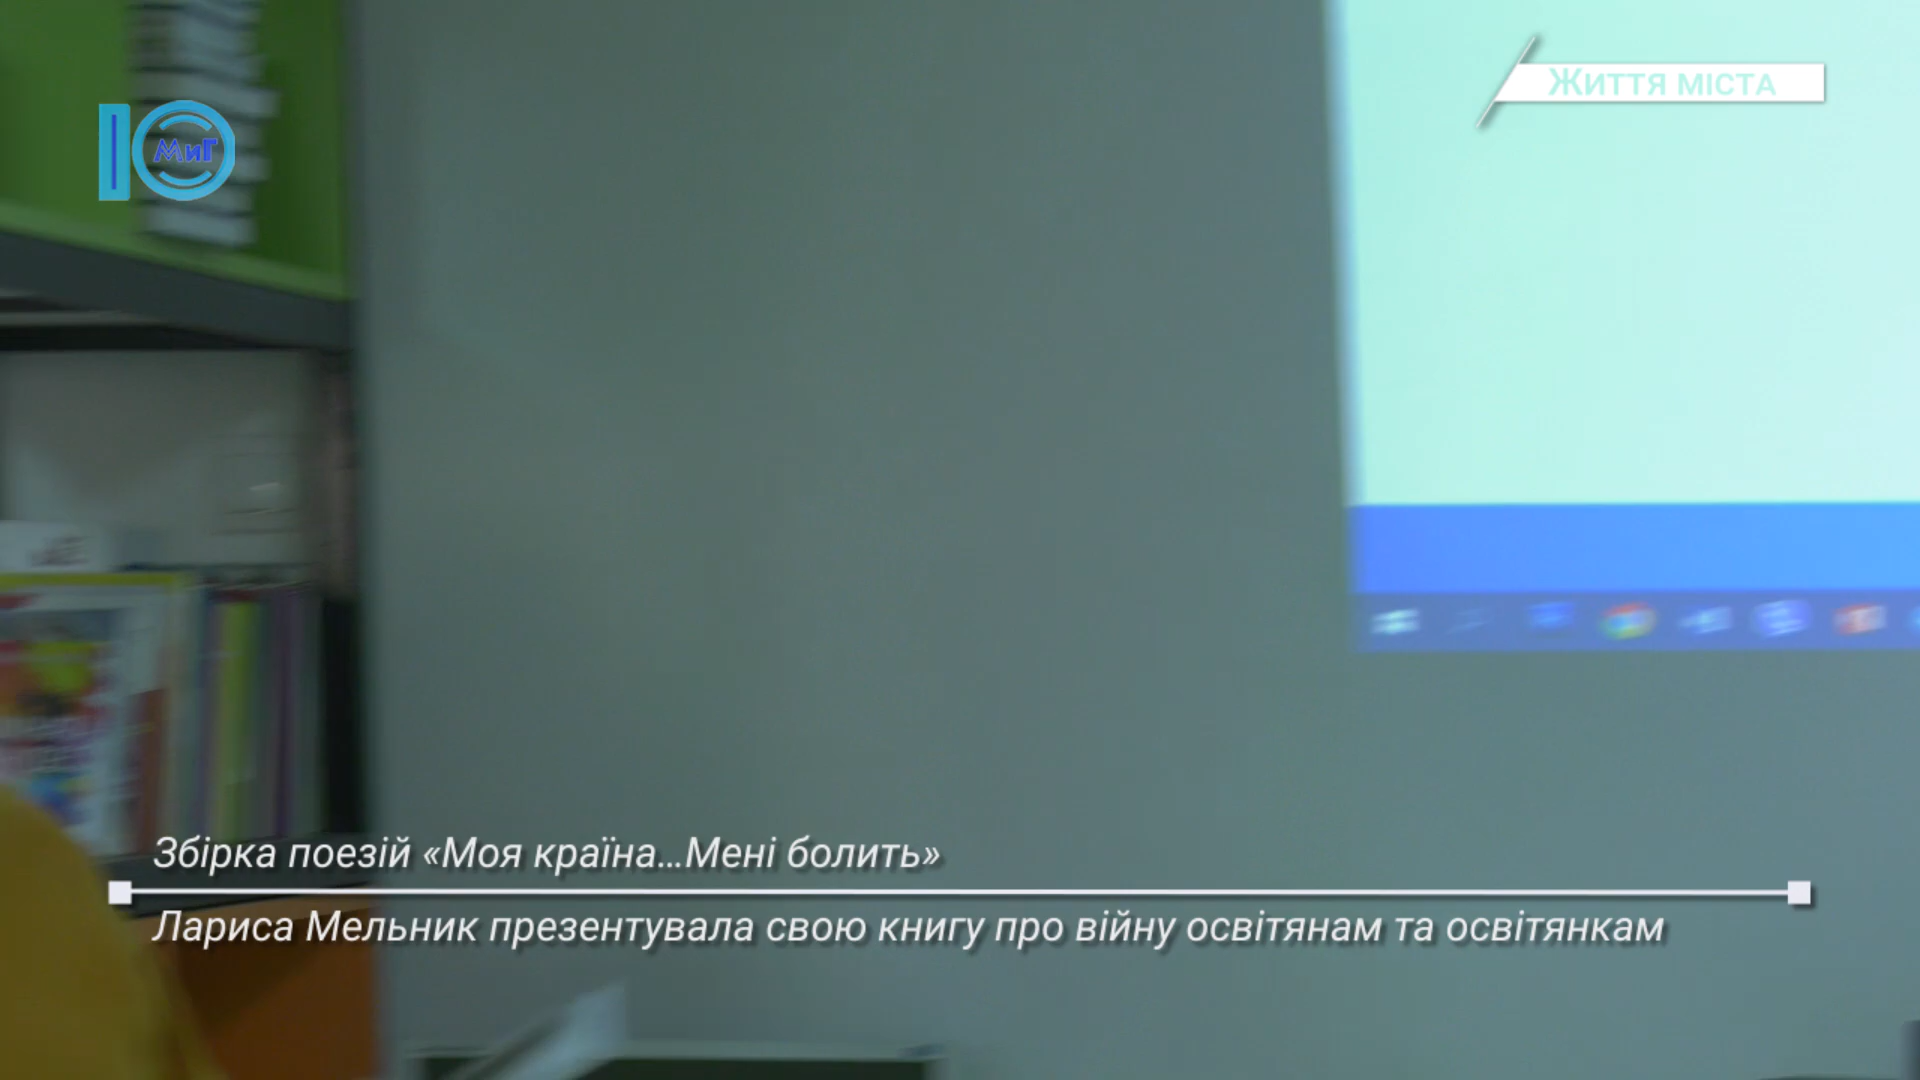 ЖИТТЯ МІСТА
МиГ
Збірка поезій «Моя країна...Мені болить»
Лариса Мельник презентувала свою книгу про війну освітянам та освітянкам